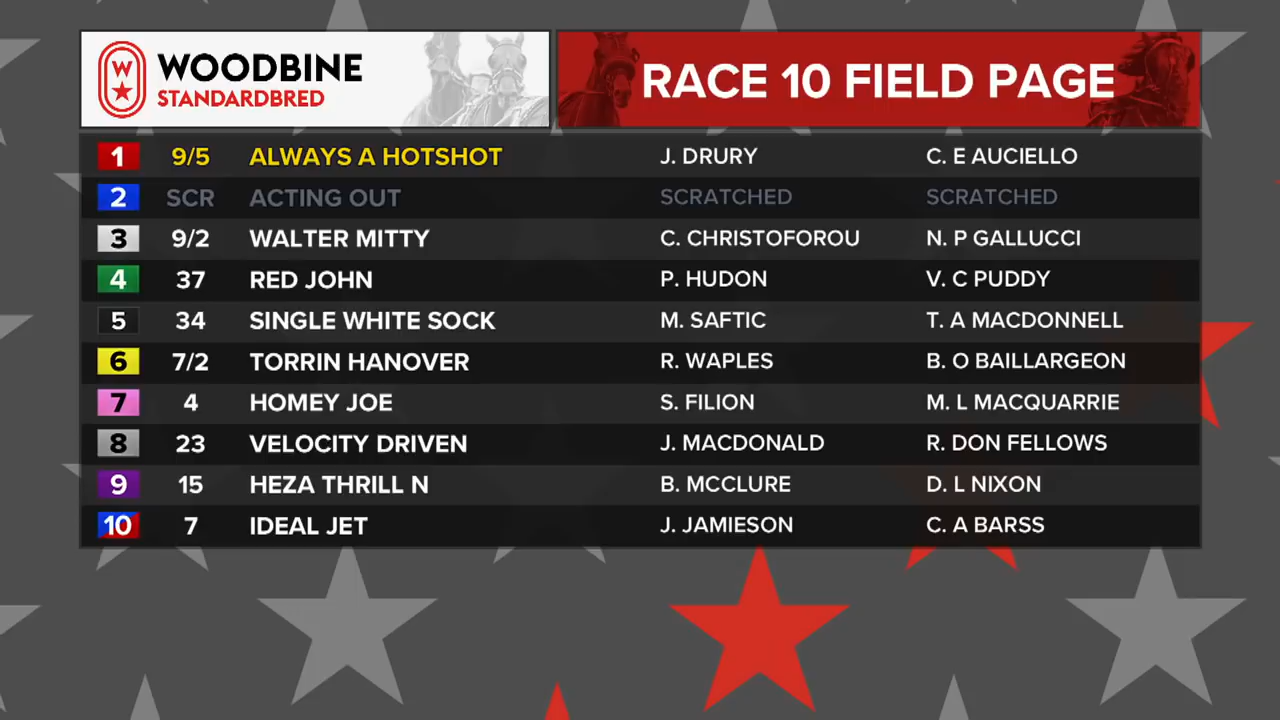 W
WOODBINE
STANDARDBRED
RACE 10 FIELD PAGE
1 9/5 ALWAYS A HOTSHOT J. DRURY C. E AUCIELLO
2 SCR ACTING OUT SCRATCHED SCRATCHED
3 9/2 WALTER MITTY C. CHRISTOFOROU N. P GALLUCCI
4 37 RED JOHN P. HUDON V. C PUDDY
5 34 SINGLE WHITE SOCK M. SAFTIC T. A MACDONNELL
6 7/2 TORRIN HANOVER R. WAPLES B. O BAILLARGEON
7 4 HOMEY JOE S. FILION M. L MACQUARRIE
8 23 VELOCITY DRIVEN J. MACDONALD R. DON FELLOWS
9 15 HEZA THRILL N B. MCCLURE D. L NIXON
10 7 IDEAL JET J. JAMIESON C. A BARSS